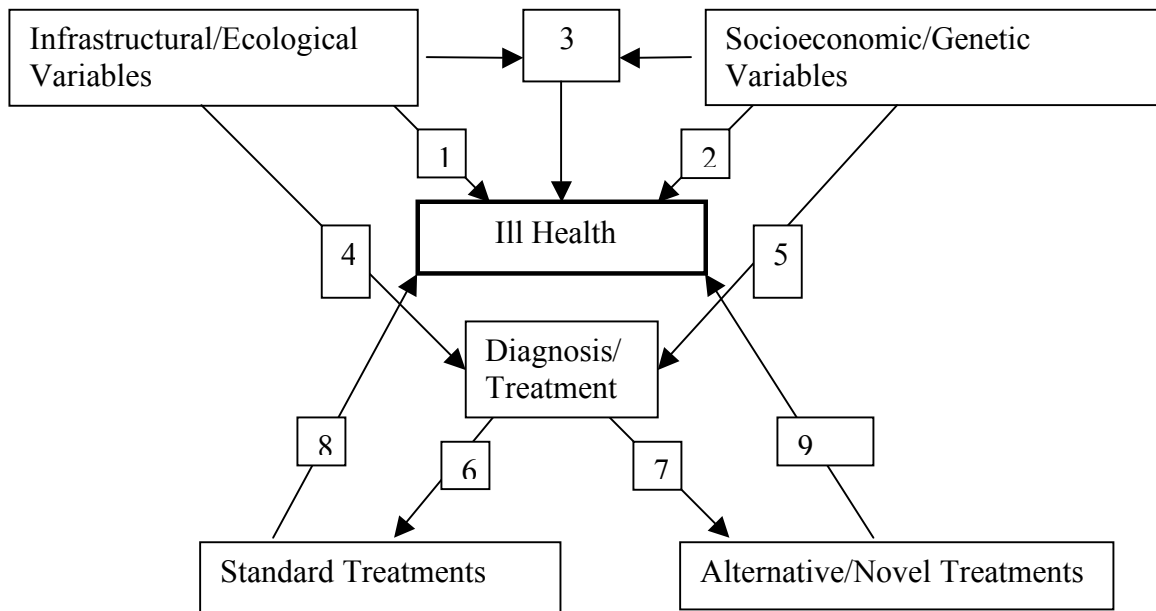 Infrastructural/Ecological
Variables
3
Socioeconomic/Genetic
Variables
1
2
Ill Health
4
5
Diagnosis/
Treatment
8
6
7
9
Standard Treatments
Alternative/Novel Treatments